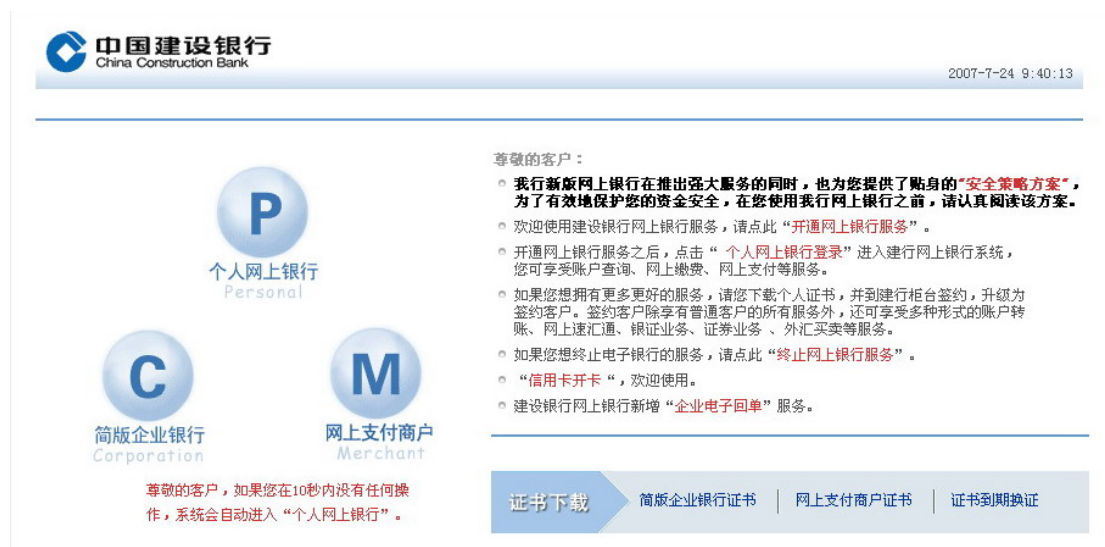 中国建设银行
China Construction Bank
2007-7-24 9:40:13
P
个人网上银行
Personal
C
简版企业银行
Corporation
M
网上支付商户
Merchant
尊敬的客户，如果您在10秒内没有任何操
作，系统会自动进入“个人网上银行”。
尊敬的客户：
我行新版网上银行在推出强大服务的同时，也为您提供了贴身的“安全策略方案”，
为了有效地保护您的资金安全，在您使用我行网上银行之前，请认真阅读该方案。
欢迎使用建设银行网上银行服务，请点此“开通网上银行服务”。
开通网上银行服务之后，点击“ 个人网上银行登录”进入建行网上银行系统，
您可享受账户查询、网上缴费、网上支付等服务。
如果您想拥有更多更好的服务，请您下载个人证书，并到建行柜台签约，升级为
签约客户。签约客户除享有普通客户的所有服务外，还可享受多种形式的账户转
账、网上速汇通、银证业务、证券业务 、外汇买卖等服务。
如果您想终止电子银行的服务，请点此“终止网上银行服务”。
“信用卡开卡“，欢迎使用。
建设银行网上银行新增“企业电子回单”服务。
证书下载
简版企业银行证书
网上支付商户证书
证书到期换证